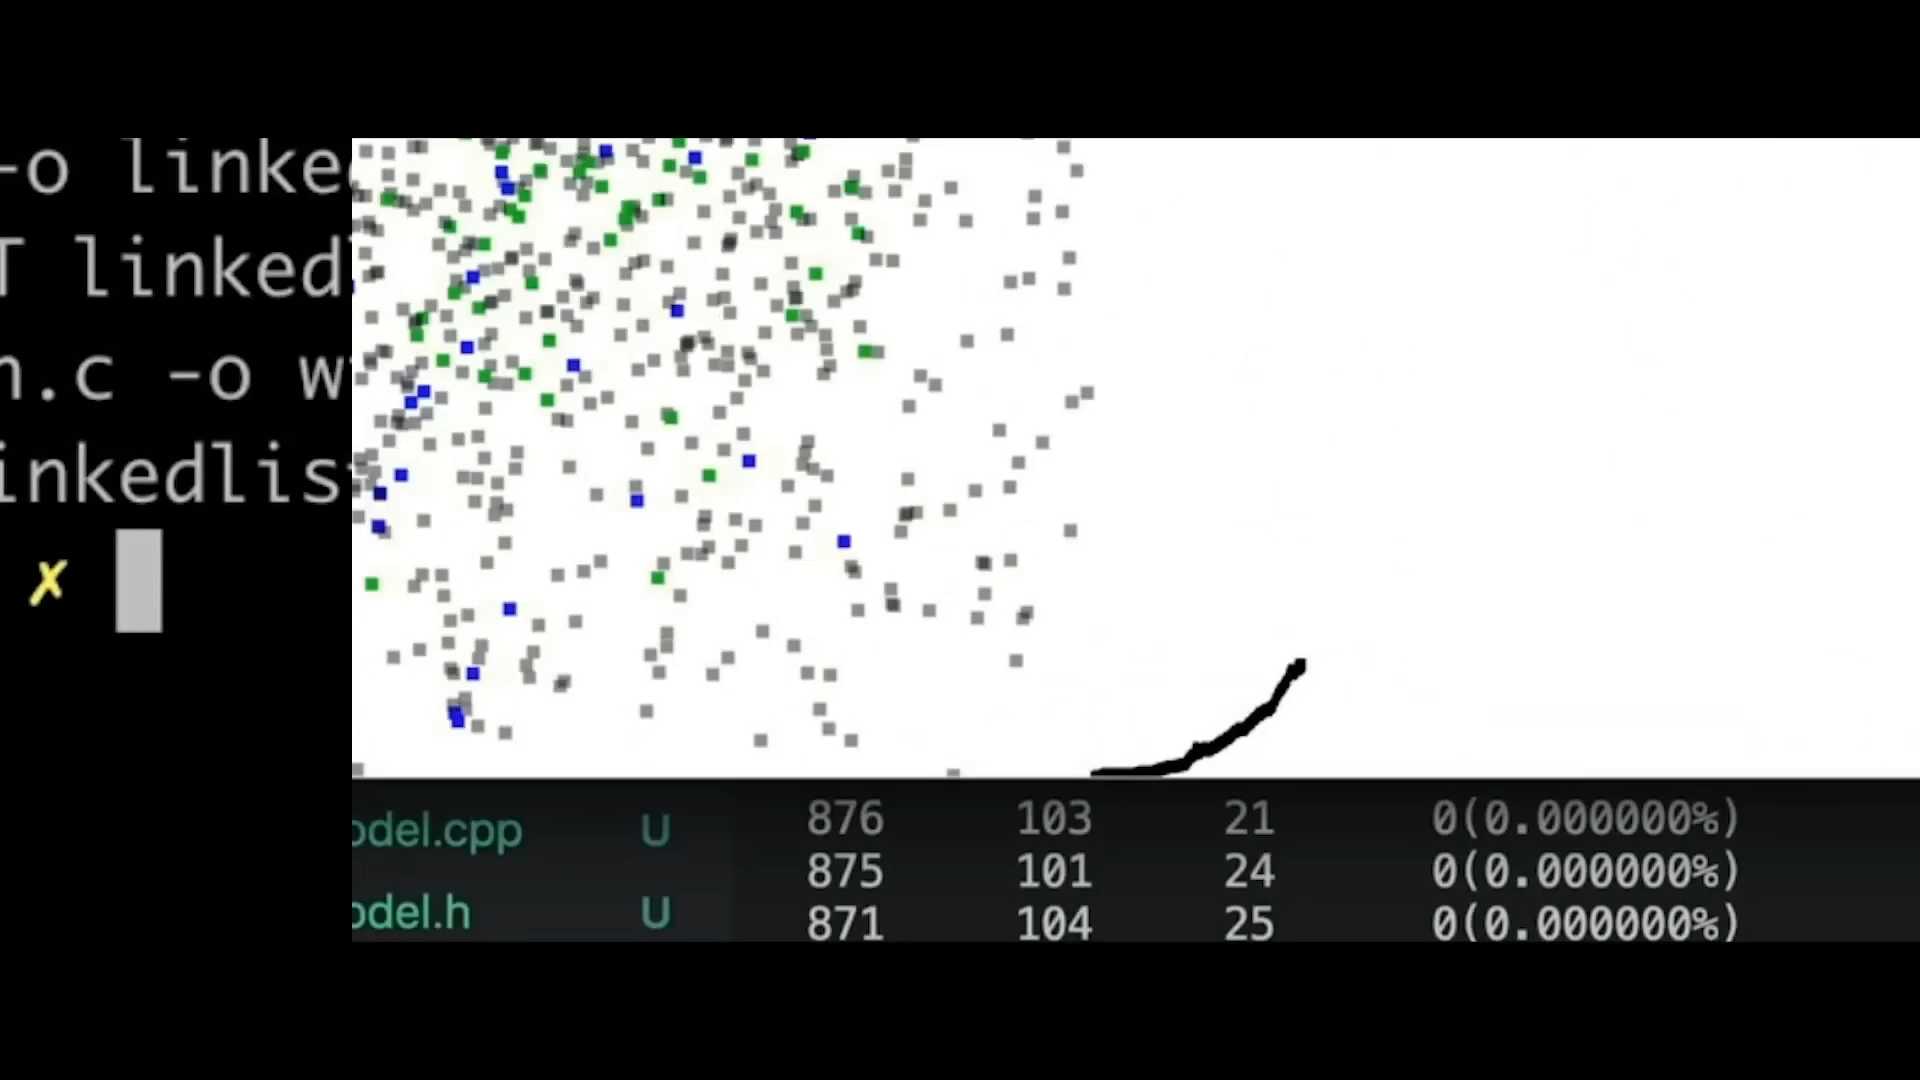 -o linke
T linked
.c -o w
inkedlis
✗
odel.cpp U
odel.h U
876 103 21 0(0.000000%)
875 101 24 0(0.000000%)
871 104 25 0(0.000000%)